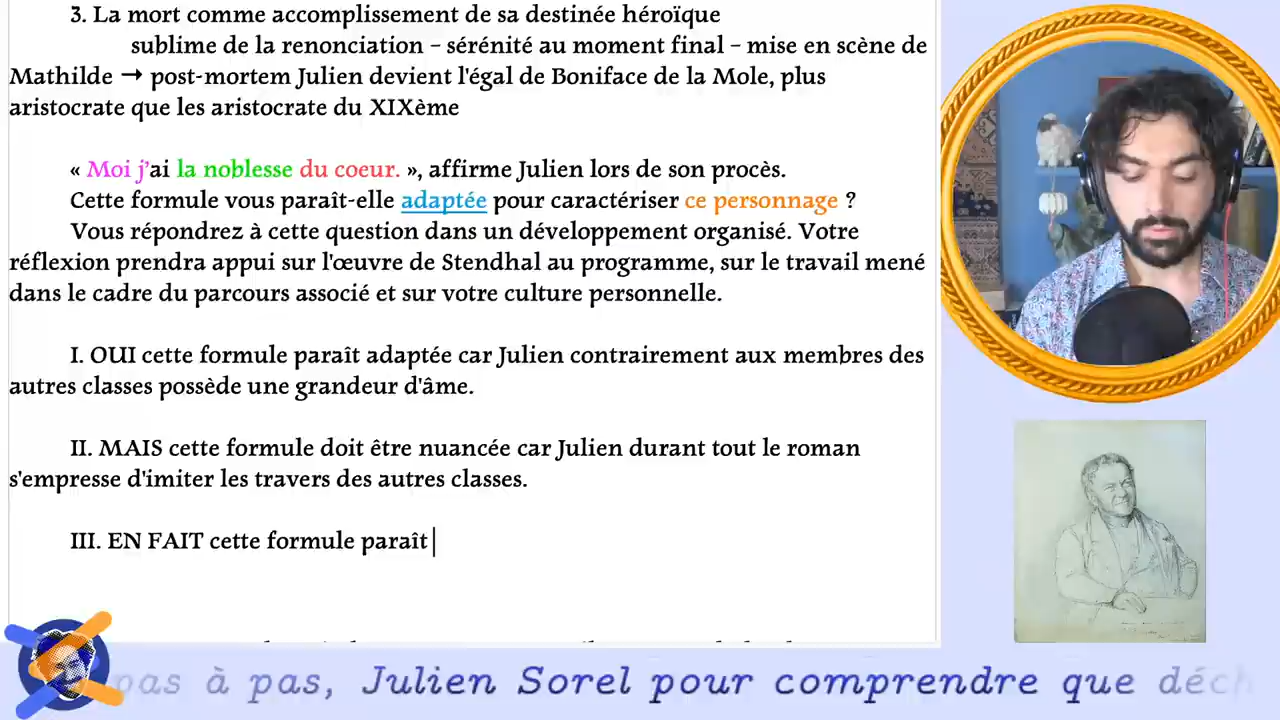 3. La mort comme accomplissement de sa destinée héroïque
sublime de la renonciation – sérénité au moment final – mise en scène de
Mathilde → post-mortem Julien devient l'égal de Boniface de la Mole, plus
aristocrate que les aristocrate du XIXème
« Moi j'ai la noblesse du coeur. », affirme Julien lors de son procès.
Cette formule vous paraît-elle adaptée pour caractériser ce personnage ?
Vous répondrez à cette question dans un développement organisé. Votre
réflexion prendra appui sur l'œuvre de Stendhal au programme, sur le travail mené
dans le cadre du parcours associé et sur votre culture personnelle.
I. OUI cette formule paraît adaptée car Julien contrairement aux membres des
autres classes possède une grandeur d'âme.
II. MAIS cette formule doit être nuancée car Julien durant tout le roman
s'empresse d'imiter les travers des autres classes.
III. EN FAIT cette formule paraît
pas à pas, Julien Sorel pour comprendre que